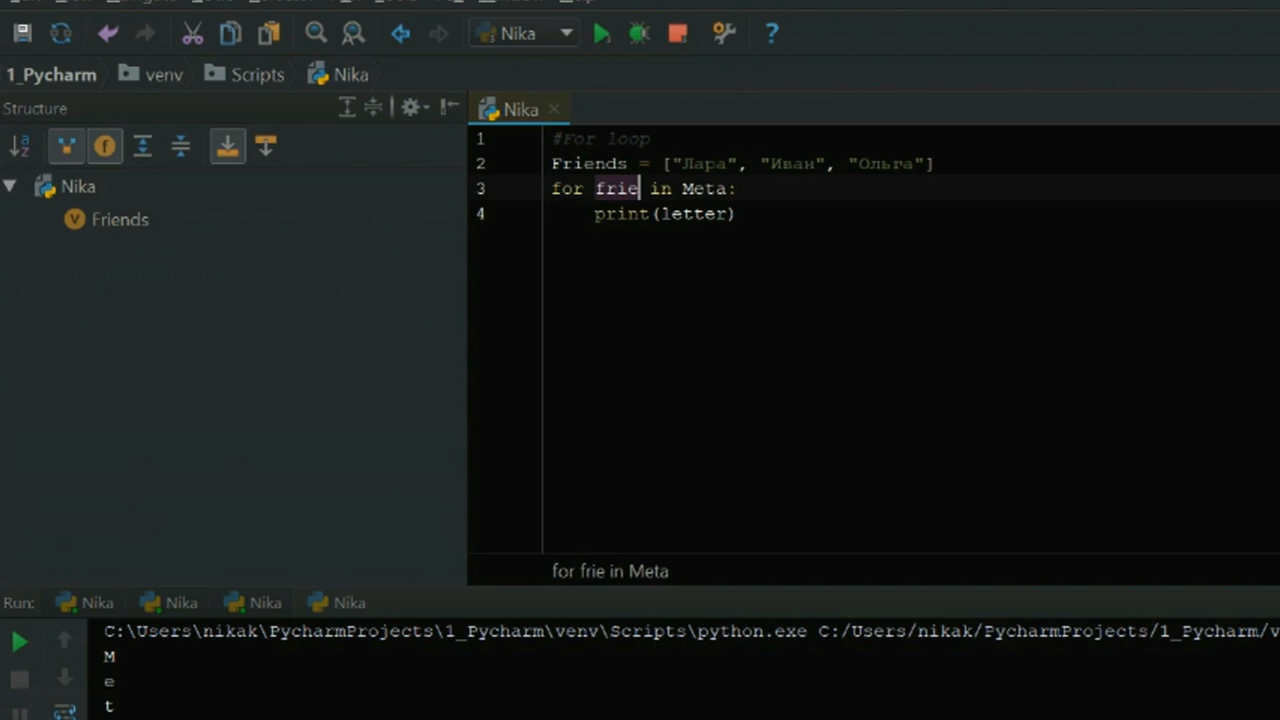 Nika
1_Pycharm venv Scripts Nika
Structure
Nika
Nika
Friends
1 #For loop
2 Friends = ["Лара", "Иван", "Ольга"]
3 for frie in Meta:
4 print(letter)
for frie in Meta
Run: Nika Nika Nika Nika
C:\Users\nikak\PycharmProjects\1_Pycharm\venv\Scripts\python.exe C:/Users/nikak/PycharmProjects/1_Pycharm/v
M
e
t